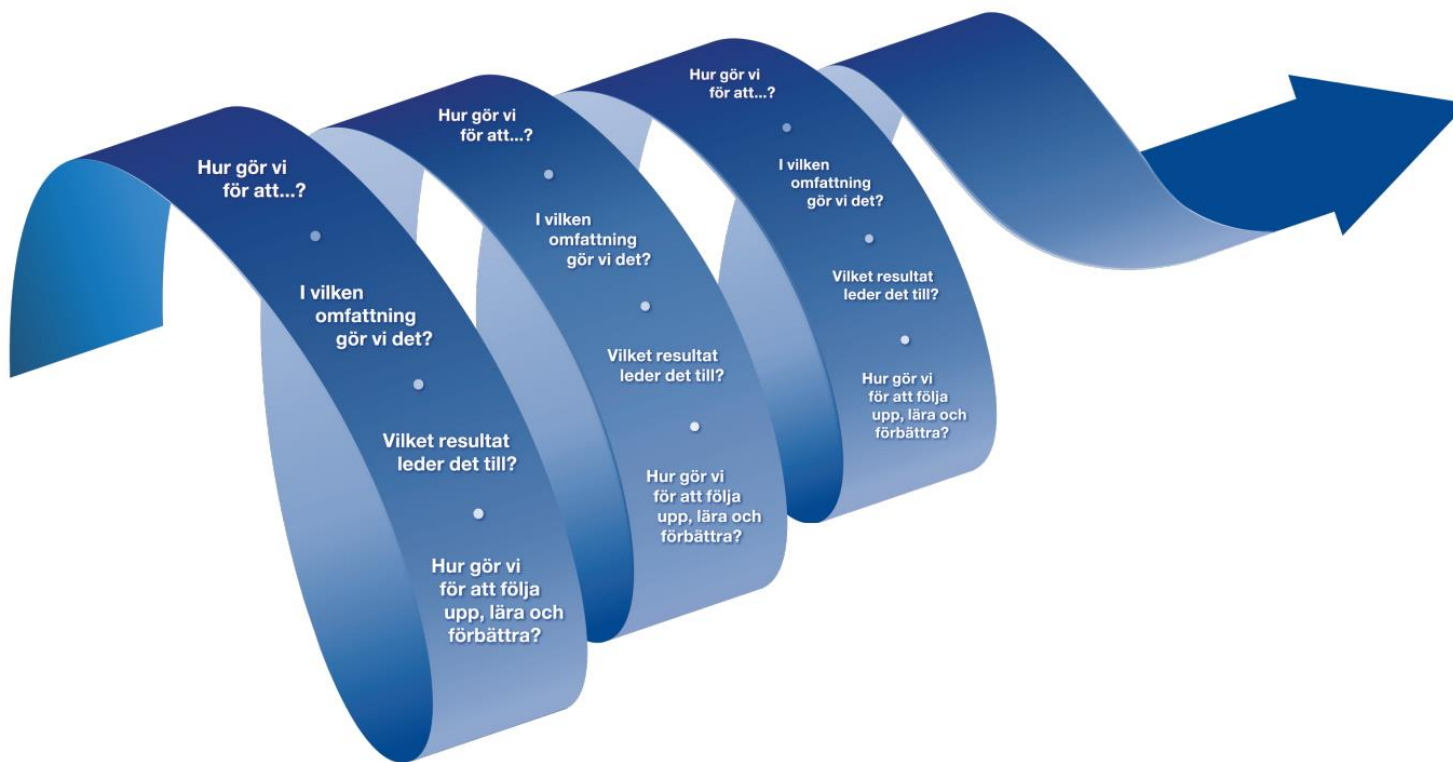 Hur gör vi
för att...?
I vilken
omfattning
gör vi det?
Vilket resultat
leder det till?
Hur gör vi
för att följa
upp, lära och
förbättra?
Hur gör vi
för att...?
I vilken
omfattning
gör vi det?
Vilket resultat
leder det till?
Hur gör vi
för att följa
upp, lära och
förbättra?
Hur gör vi
för att...?
I vilken
omfattning
gör vi det?
Vilket resultat
leder det till?
Hur gör vi
för att följa
upp, lära och
förbättra?